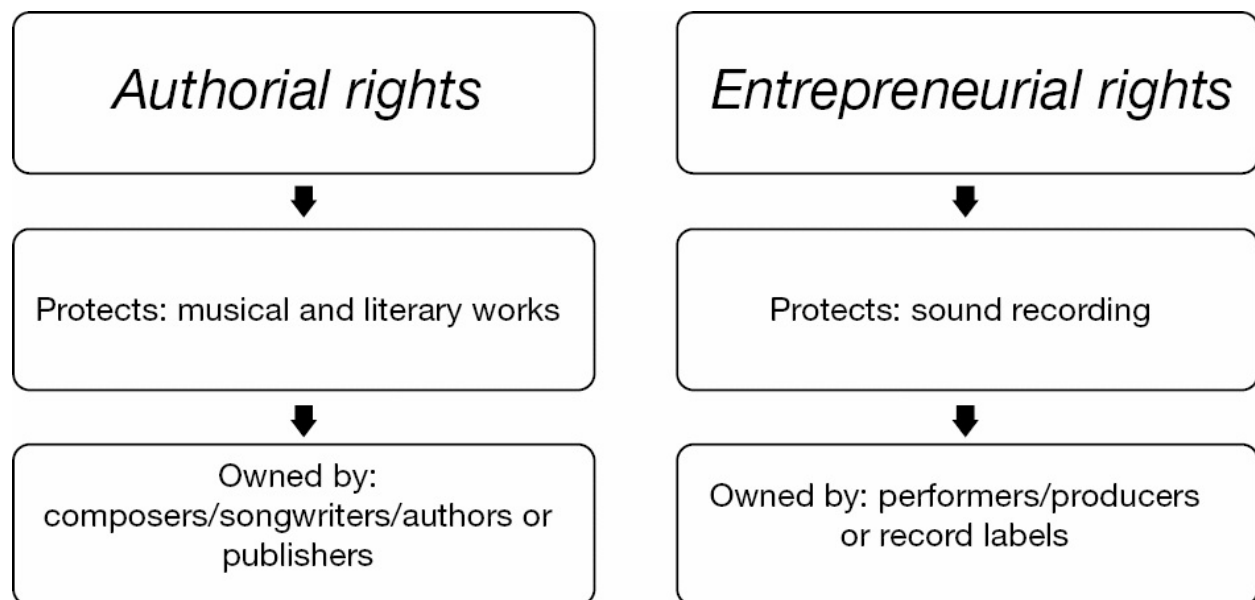 Authorial rights
Protects: musical and literary works
Owned by:
composers/songwriters/authors or
publishers
Entrepreneurial rights
Protects: sound recording
Owned by: performers/producers
or record labels